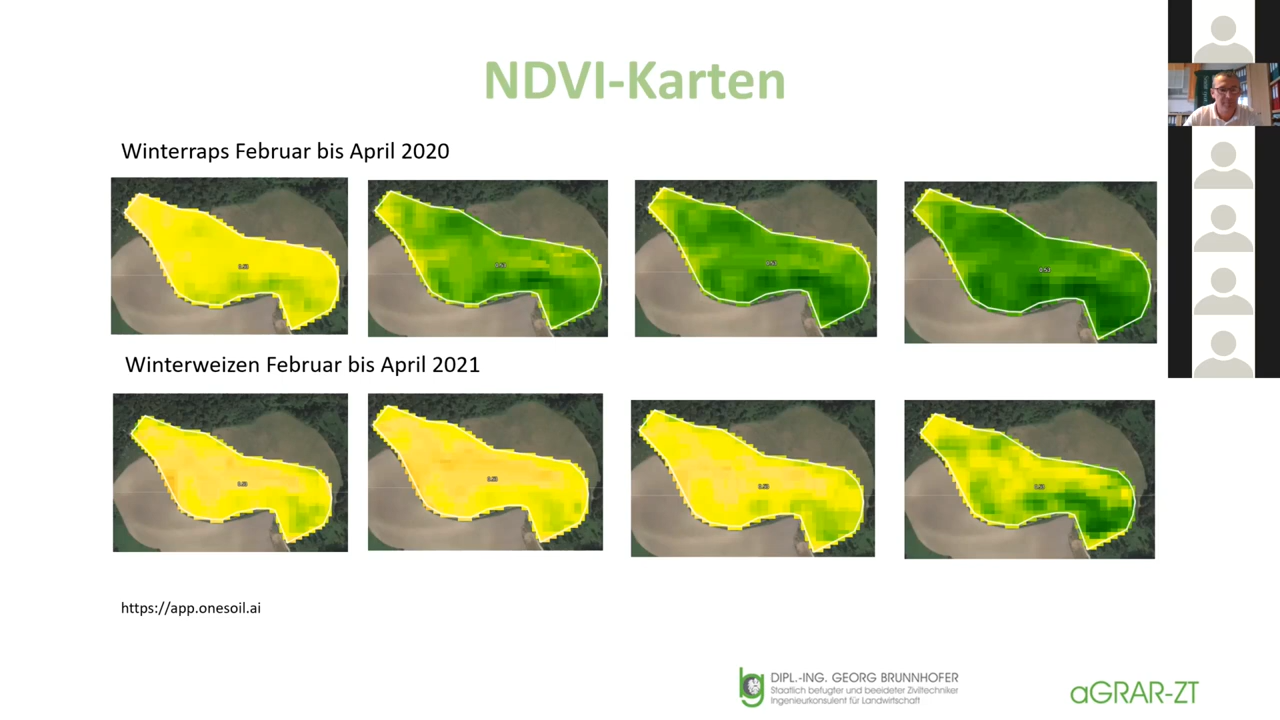 NDVI-Karten
Winterraps Februar bis April 2020
Winterweizen Februar bis April 2021
https://app.onesoil.ai
bg
DIPL.-ING. GEORG BRUNNHOFER
Staatlich befugter und beeideter Ziviltechniker
Ingenieurkonsulent für Landwirtschaft
aGRAR-ZT